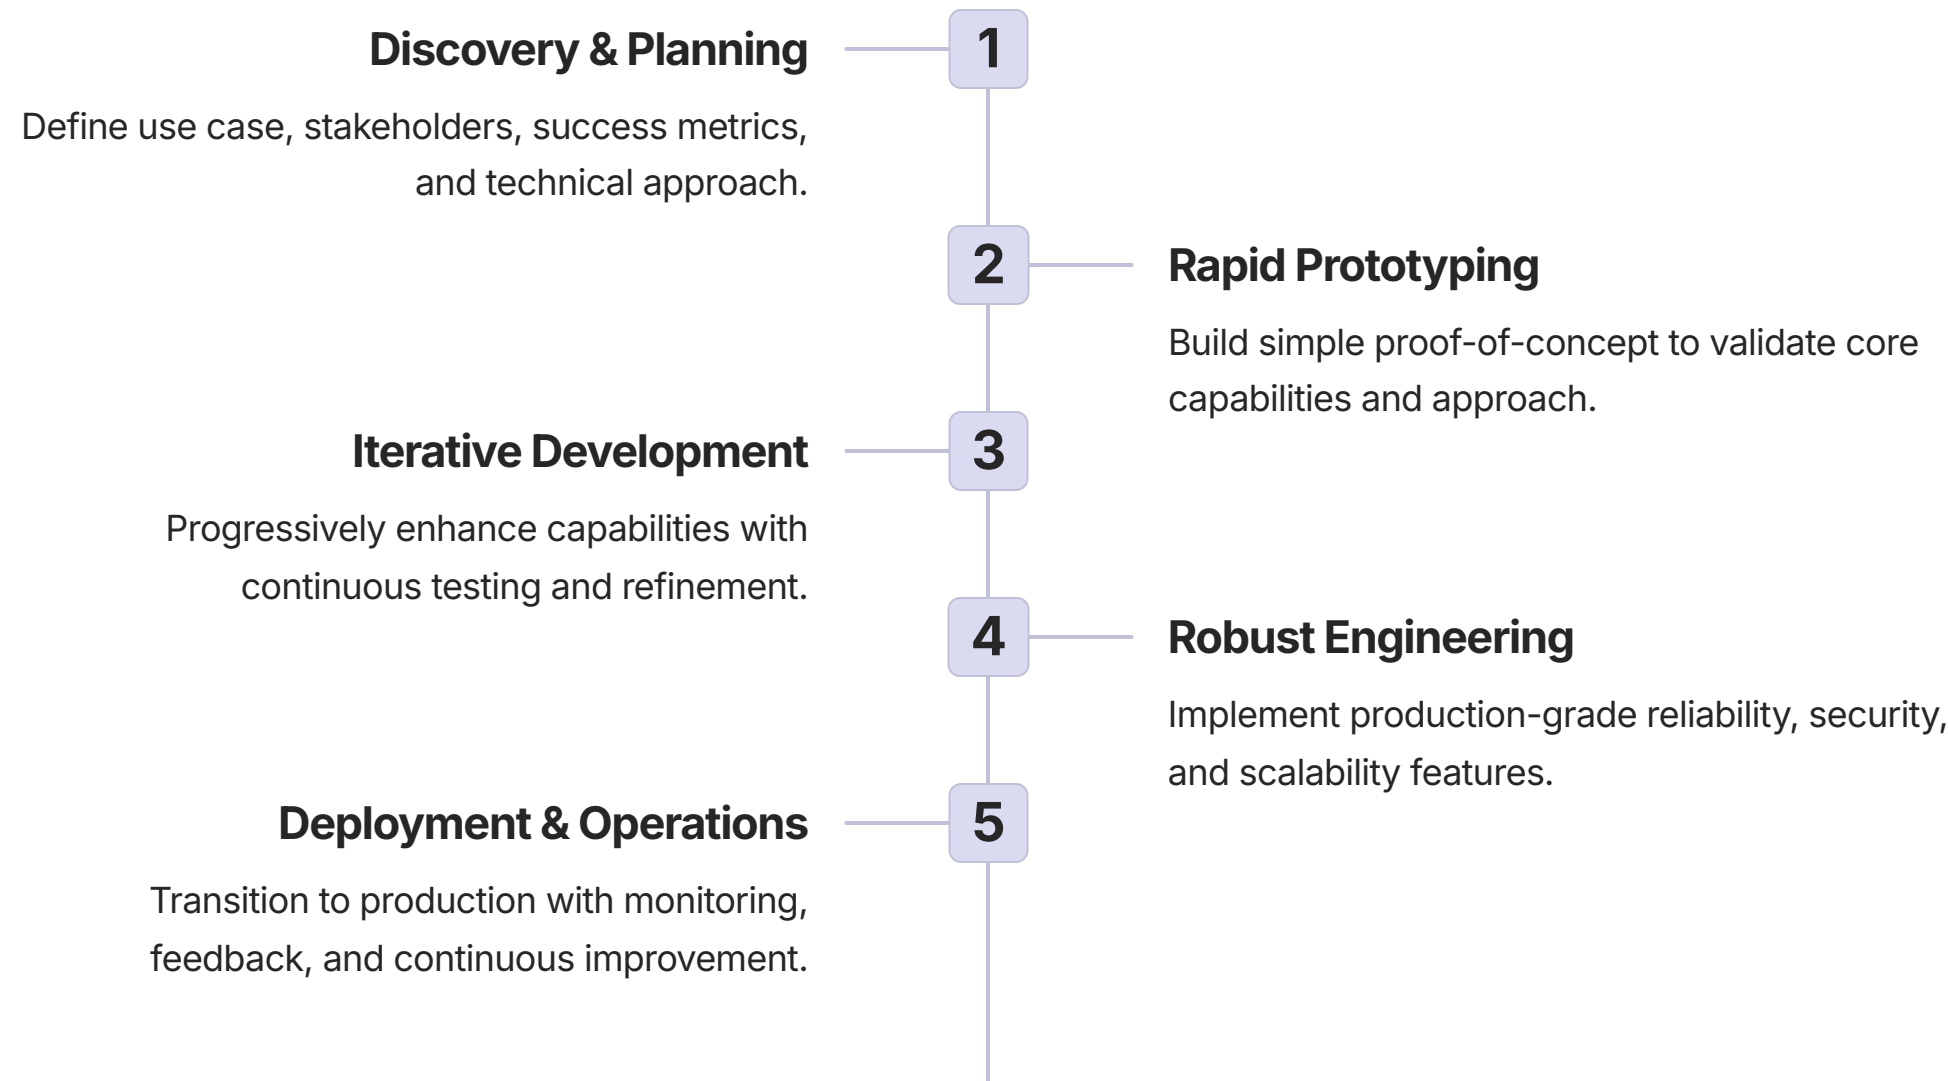 1
Discovery & Planning
Define use case, stakeholders, success metrics,
and technical approach.
2
Rapid Prototyping
Build simple proof-of-concept to validate core
capabilities and approach.
3
Iterative Development
Progressively enhance capabilities with
continuous testing and refinement.
4
Robust Engineering
Implement production-grade reliability, security,
and scalability features.
5
Deployment & Operations
Transition to production with monitoring,
feedback, and continuous improvement.